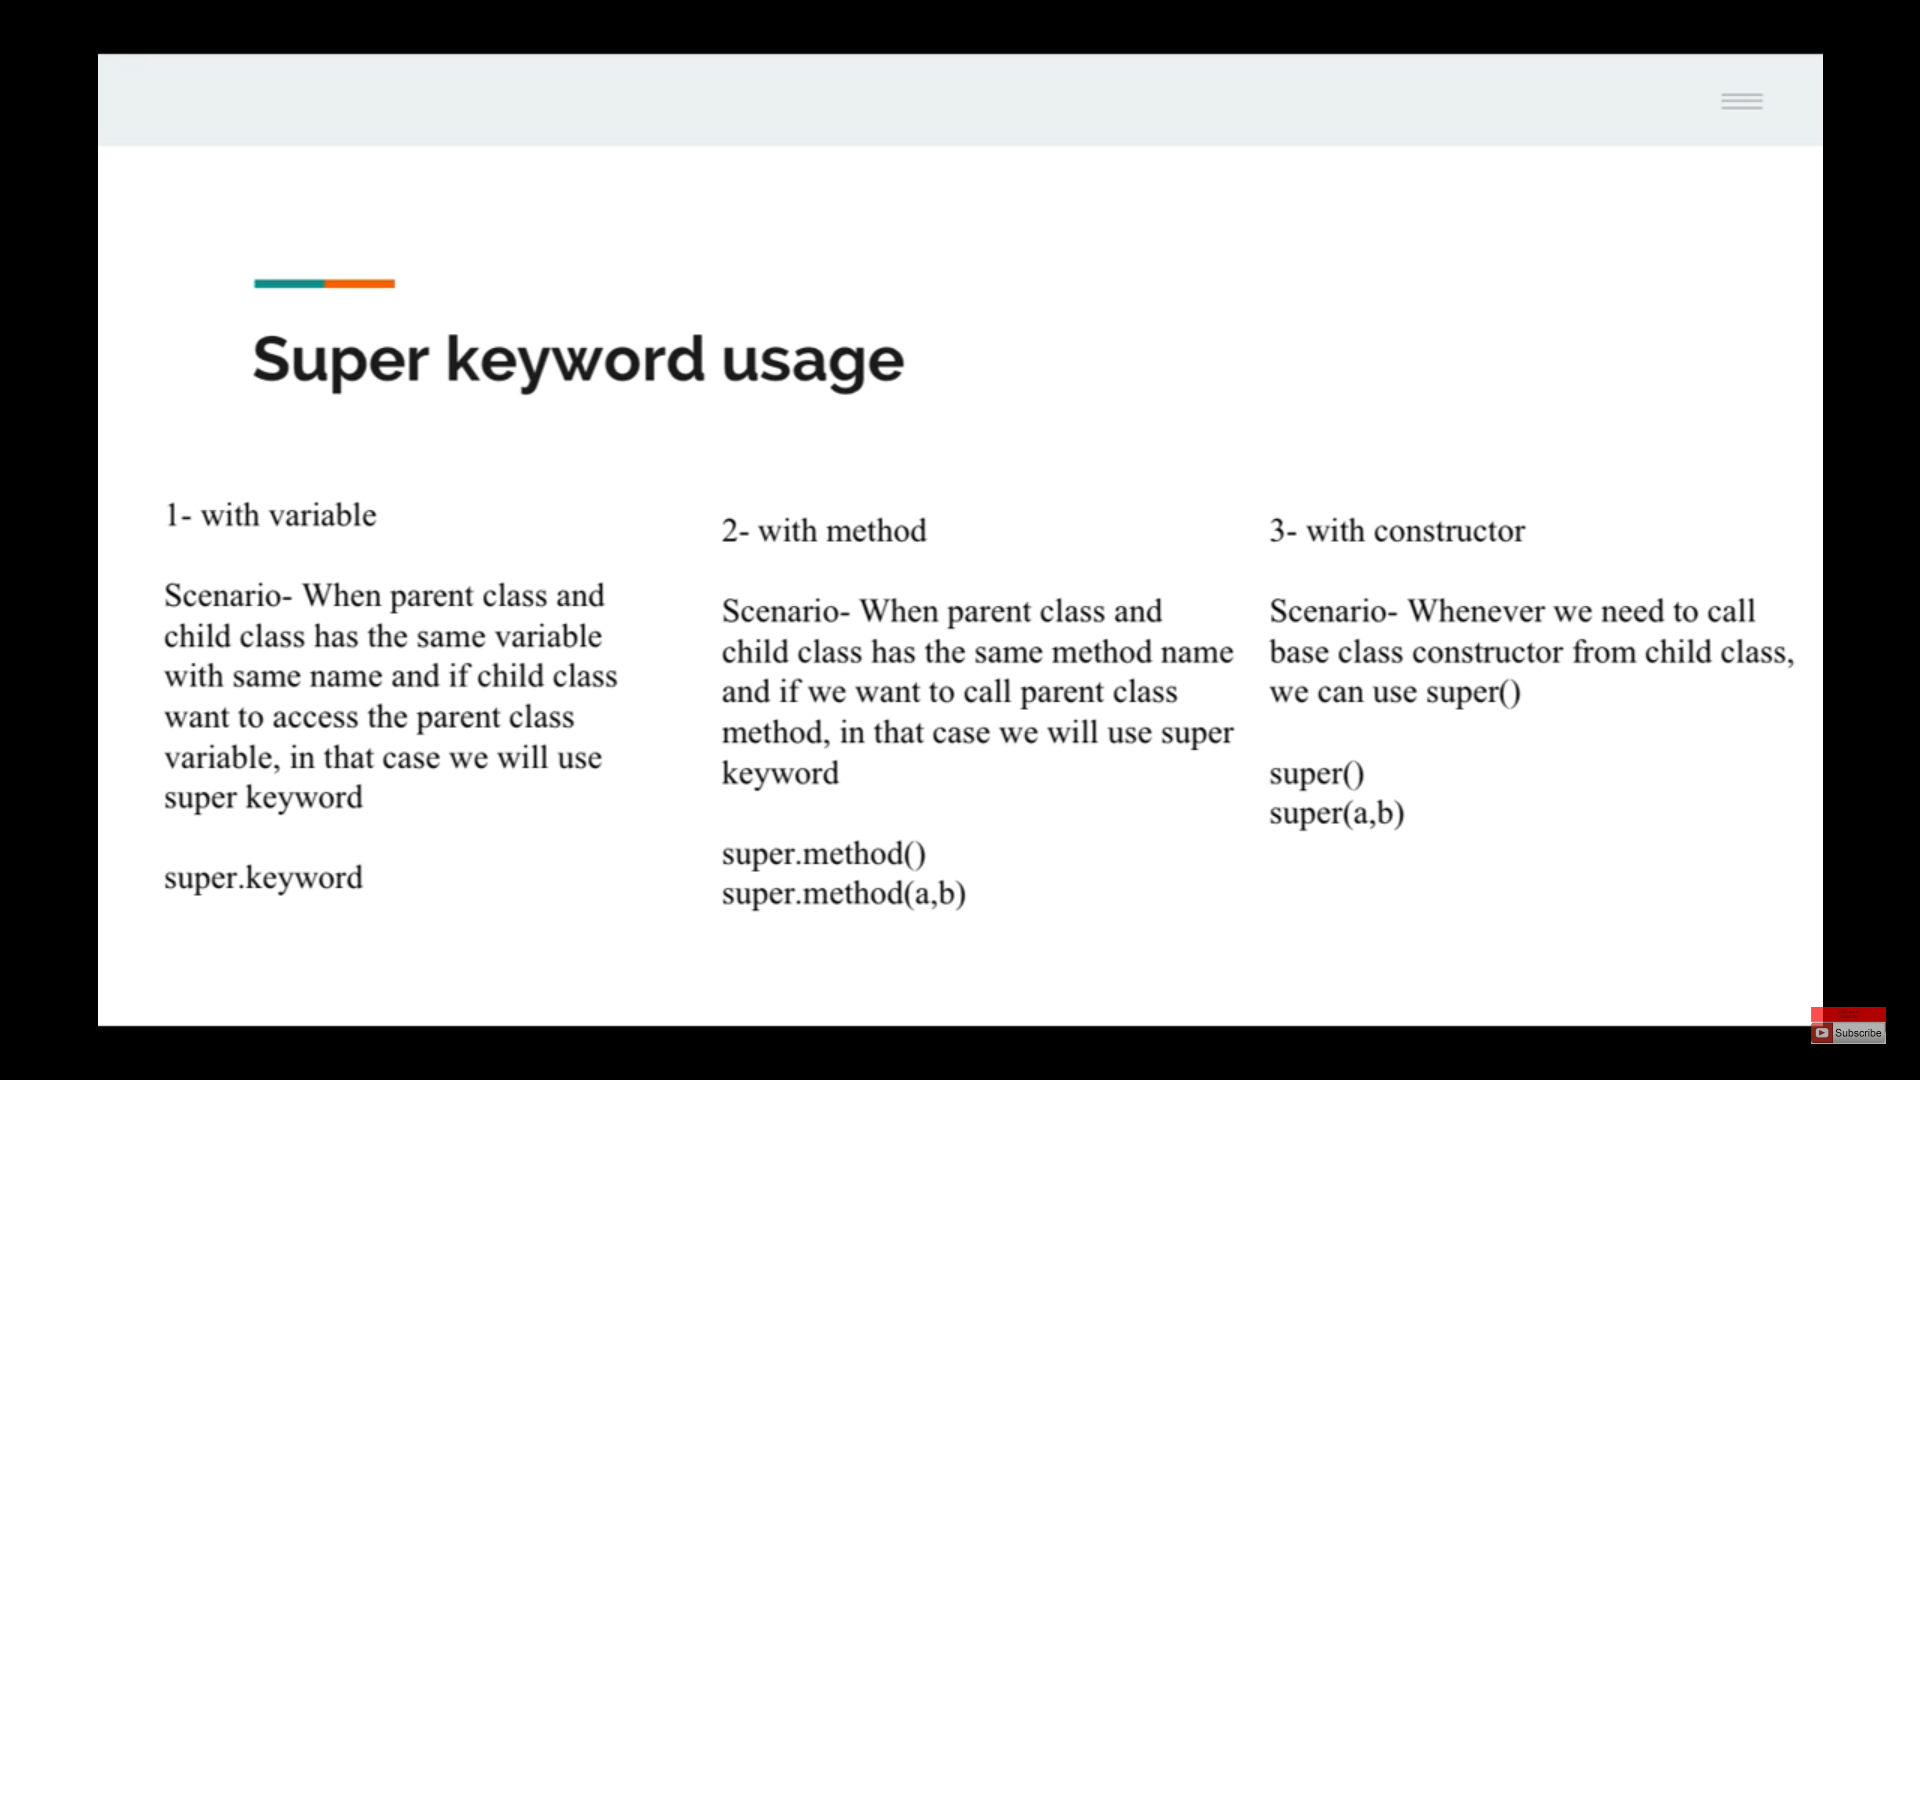 Super keyword usage
1- with variable
Scenario- When parent class and
child class has the same variable
with same name and if child class
want to access the parent class
variable, in that case we will use
super keyword
super.keyword
2- with method
Scenario- When parent class and
child class has the same method name
and if we want to call parent class
method, in that case we will use super
keyword
super.method()
super.method(a,b)
3- with constructor
Scenario- Whenever we need to call
base class constructor from child class,
we can use super()
super()
super(a,b)
Subscribe